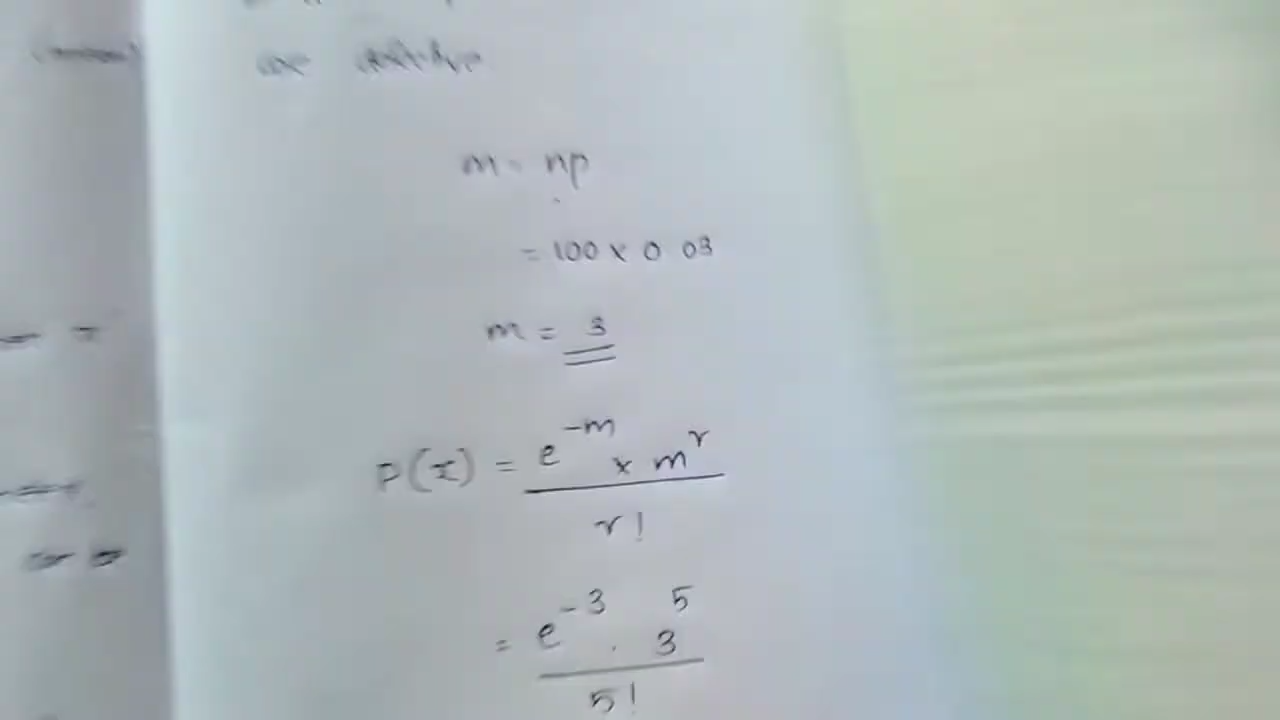 m = np
= 100 x 0.03
m = 3
P(x) = e^-m x m^r
r!
= e^-3 . 3^5
5!